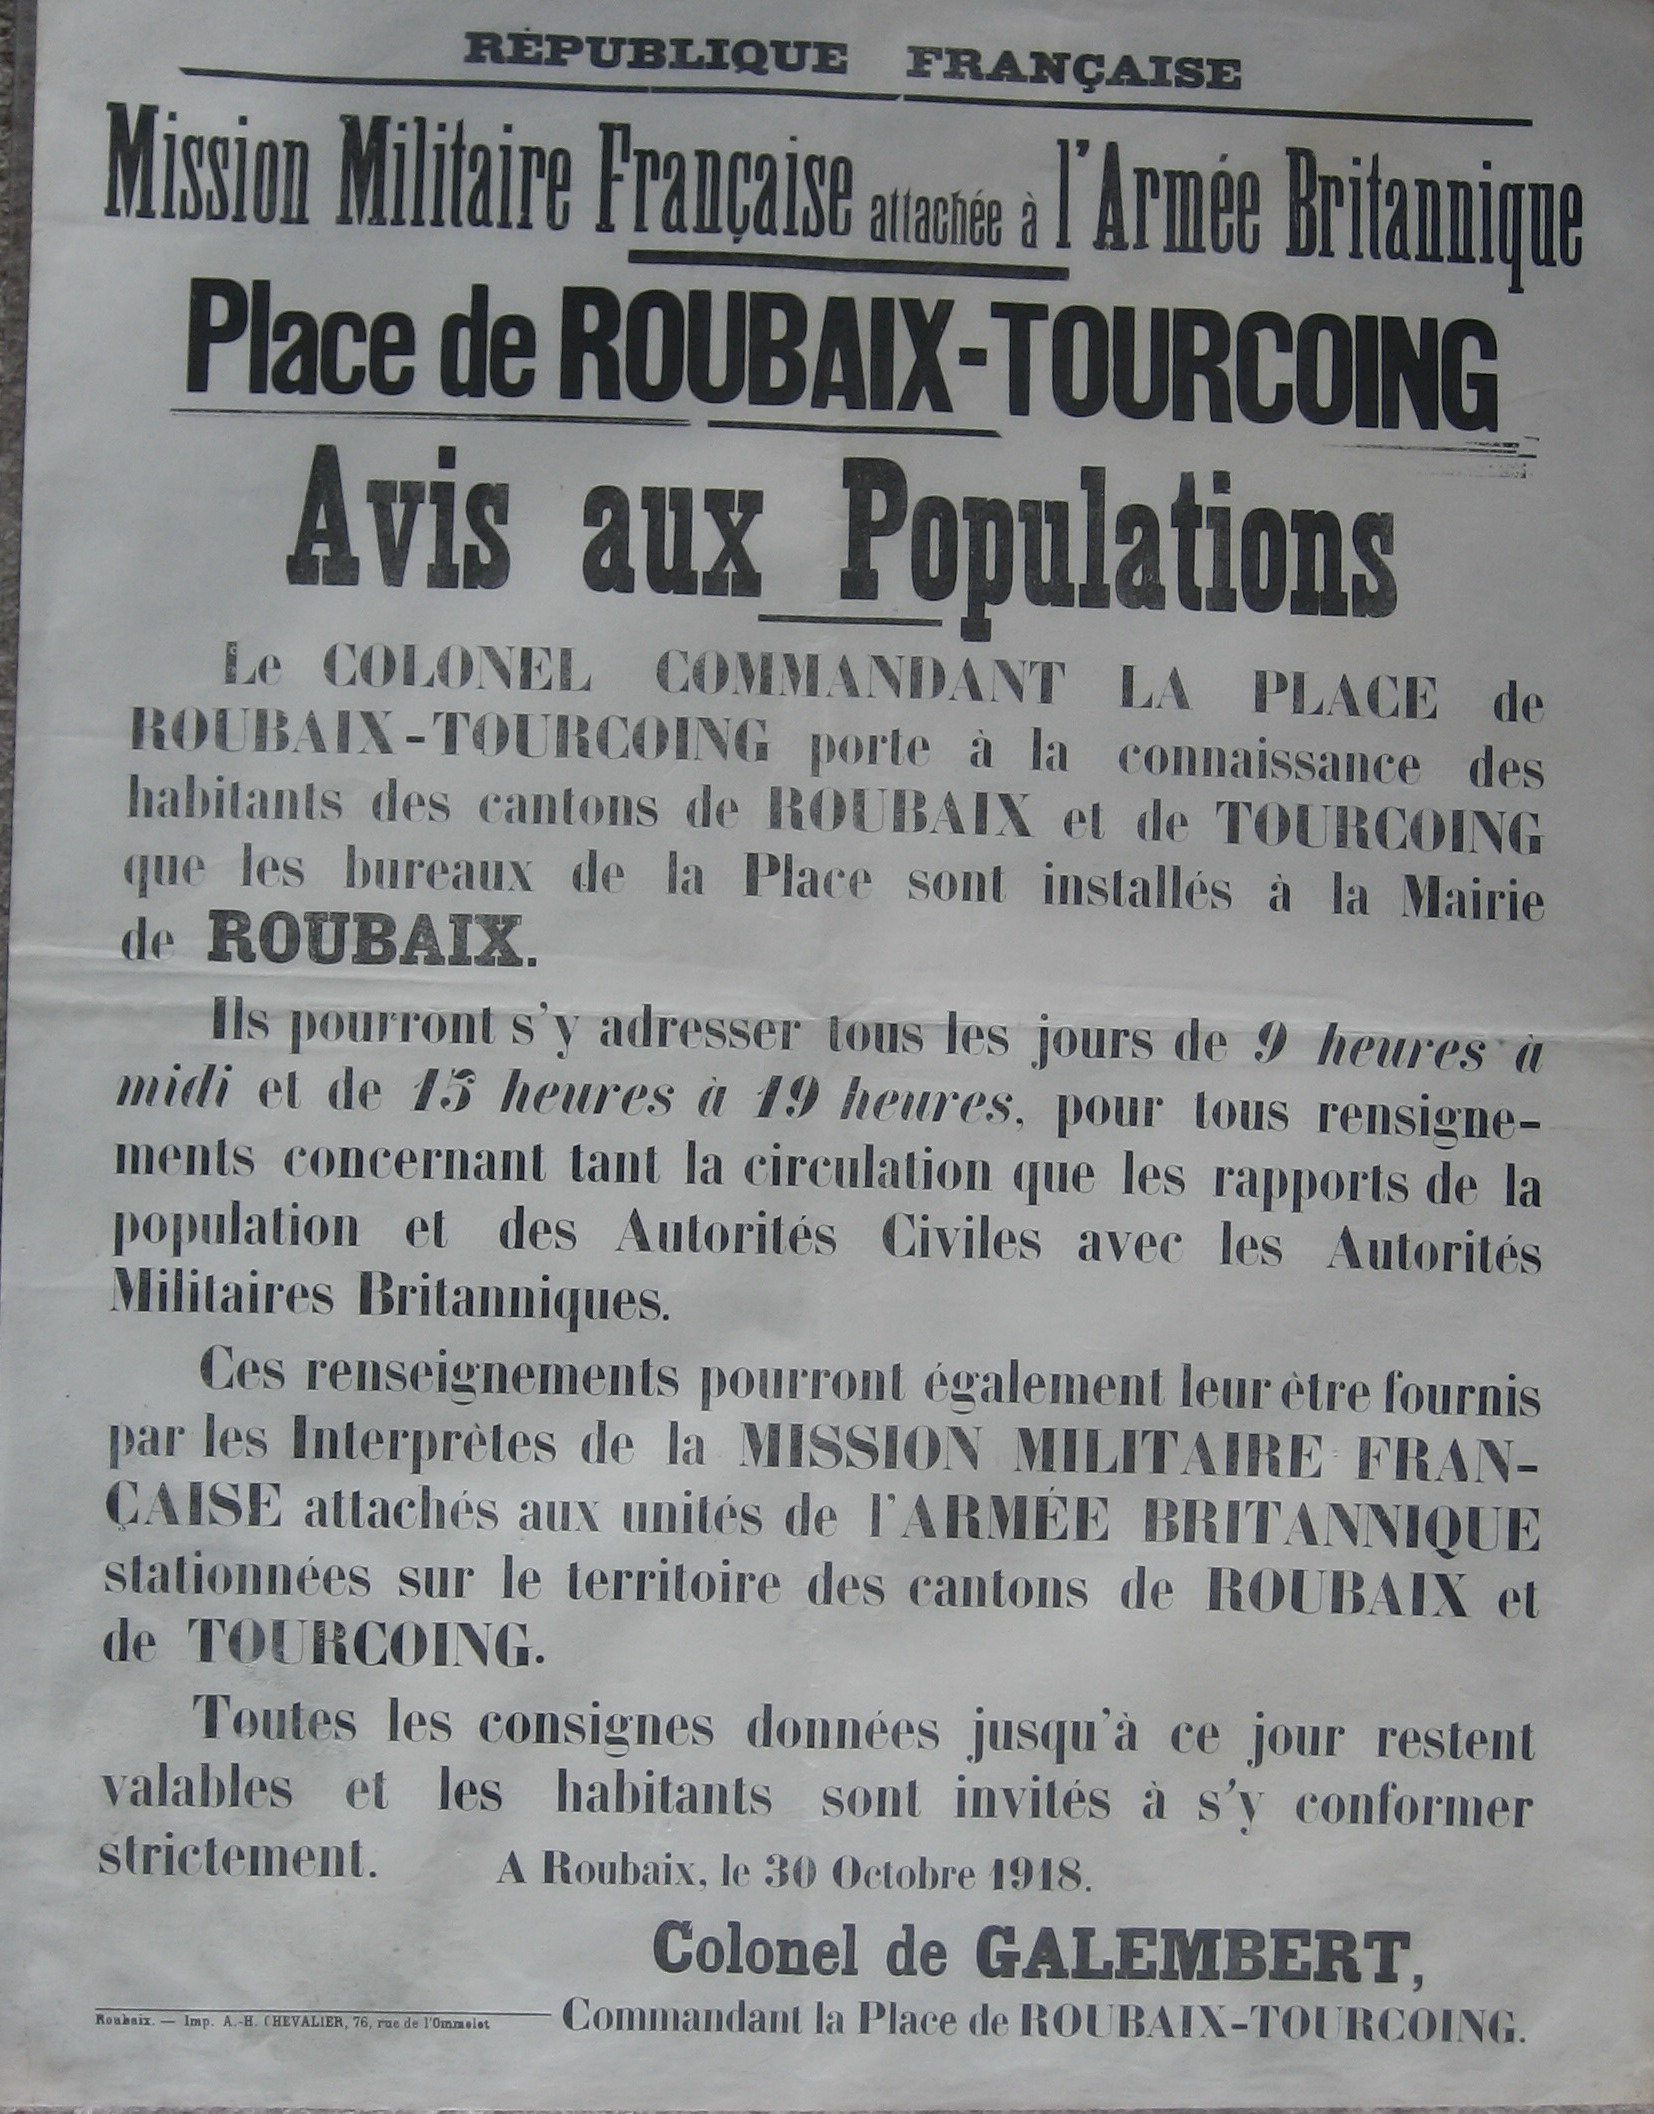 RÉPUBLIQUE FRANÇAISE
Mission Militaire Française attachée à l'Armée Britannique
Place de ROUBAIX-TOURCOING
Avis aux Populations
Le COLONEL COMMANDANT LA PLACE de
ROUBAIX-TOURCOING porte à la connaissance des
habitants des cantons de ROUBAIX et de TOURCOING
que les bureaux de la Place sont installés à la Mairie
de ROUBAIX.
Ils pourront s'y adresser tous les jours de 9 heures à
midi et de 15 heures à 19 heures, pour tous rensigne-
ments concernant tant la circulation que les rapports de la
population et des Autorités Civiles avec les Autorités
Militaires Britanniques.
Ces renseignements pourront également leur être fournis
par les Interprètes de la MISSION MILITAIRE FRAN-
ÇAISE attachés aux unités de l'ARMÉE BRITANNIQUE
stationnées sur le territoire des cantons de ROUBAIX et
de TOURCOING.
Toutes les consignes données jusqu'à ce jour restent
valables et les habitants sont invités à s'y conformer
strictement.
A Roubaix, le 30 Octobre 1918.
Colonel de GALEMBERT,
Commandant la Place de ROUBAIX-TOURCOING.
Roubaix. — Imp. A.-H. CHEVALIER, 76, rue de l'Ommelet